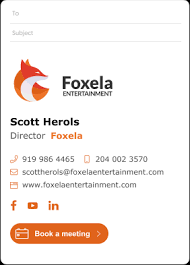 To
Subject
Foxela
ENTERTAINMENT
Scott Herols
Director Foxela
919 986 4465 204 002 3570
scottherols@foxelaentertainment.com
www.foxelaentertainment.com
Book a meeting